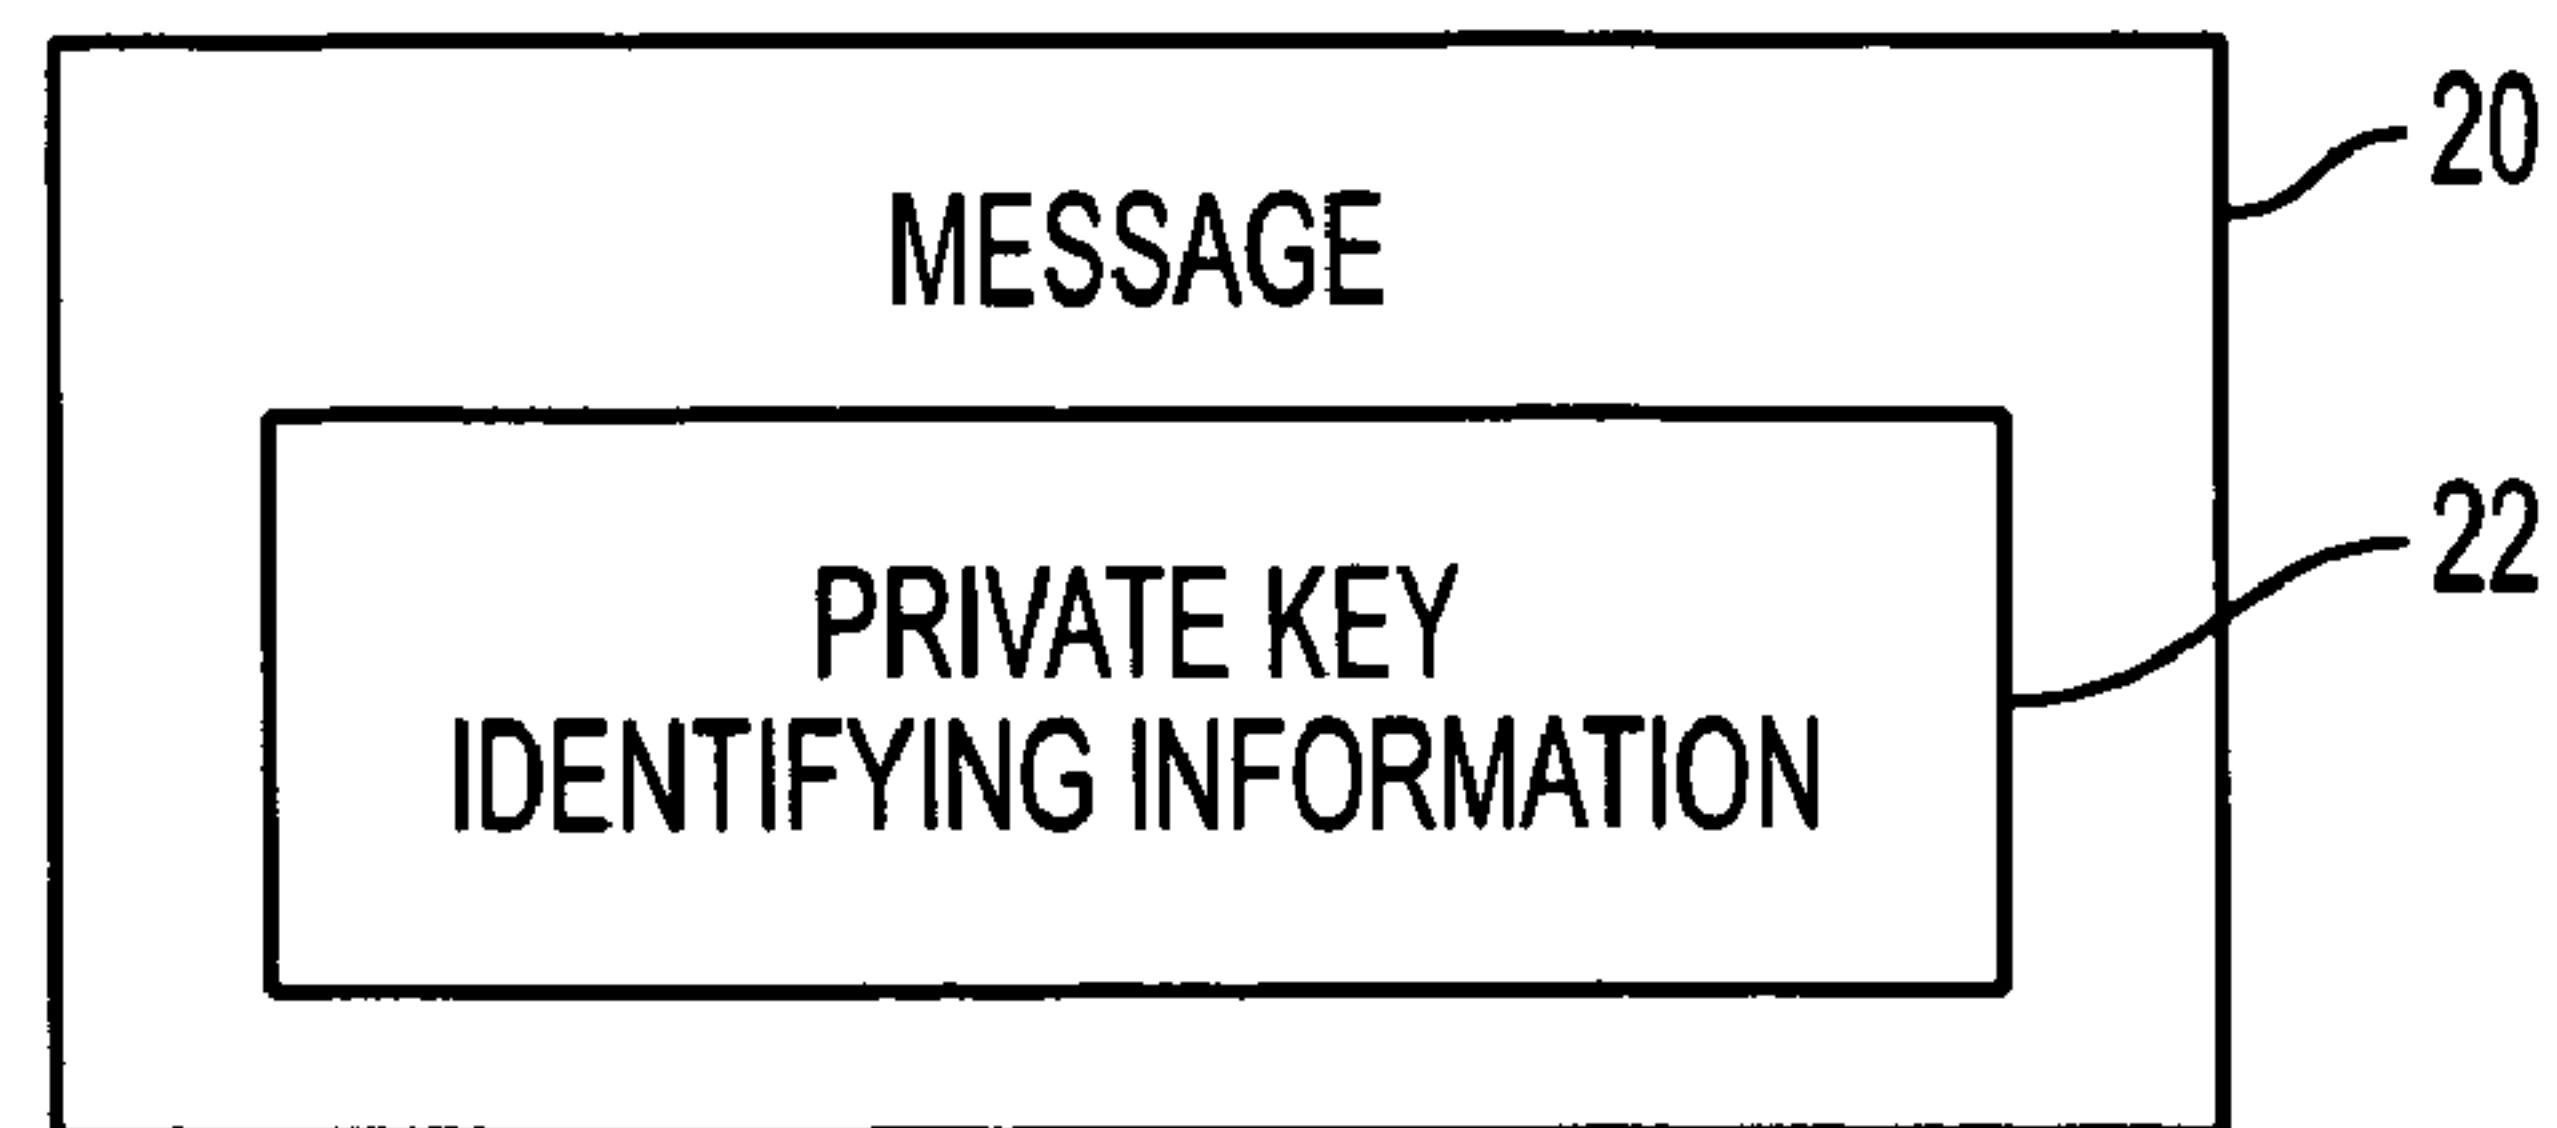 20
MESSAGE
22
PRIVATE KEY
IDENTIFYING INFORMATION